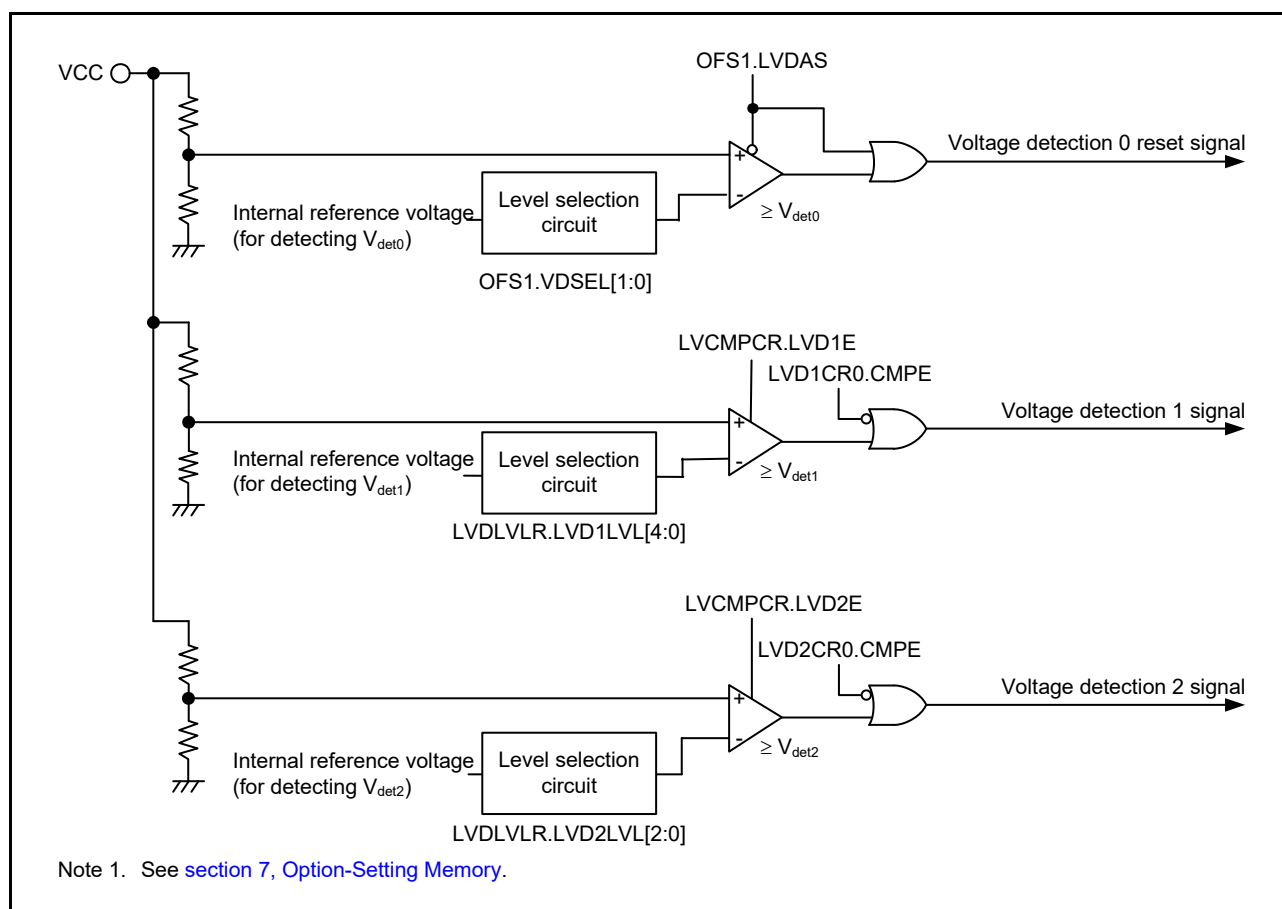 VCC
OFS1.LVDAS
+
-
≥ Vdet0
Voltage detection 0 reset signal
Internal reference voltage
(for detecting Vdet0)
Level selection
circuit
OFS1.VDSEL[1:0]
LVCMPCR.LVD1E
LVD1CR0.CMPE
+
-
≥ Vdet1
Voltage detection 1 signal
Internal reference voltage
(for detecting Vdet1)
Level selection
circuit
LVDLVLR.LVD1LVL[4:0]
LVCMPCR.LVD2E
LVD2CR0.CMPE
+
-
≥ Vdet2
Voltage detection 2 signal
Internal reference voltage
(for detecting Vdet2)
Level selection
circuit
LVDLVLR.LVD2LVL[2:0]
Note 1. See section 7, Option-Setting Memory.